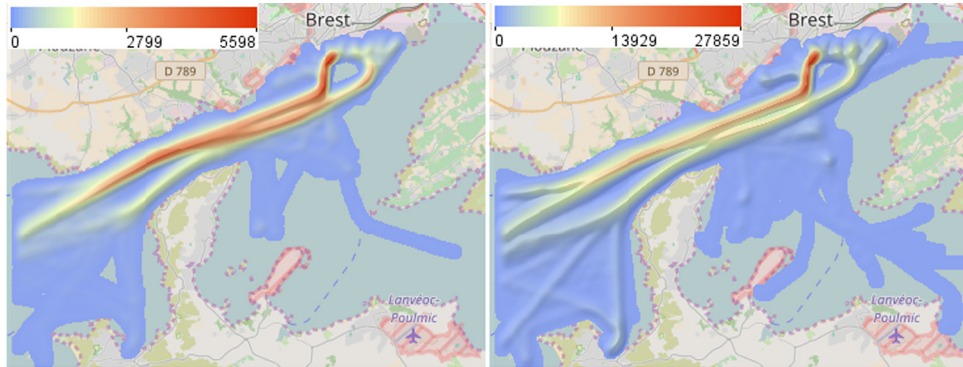 Brest
0 2799 5598
D 789
Lanvéoc-
Poulmic
Brest
0 13929 27859
D 789
Lanvéoc-
Poulmic